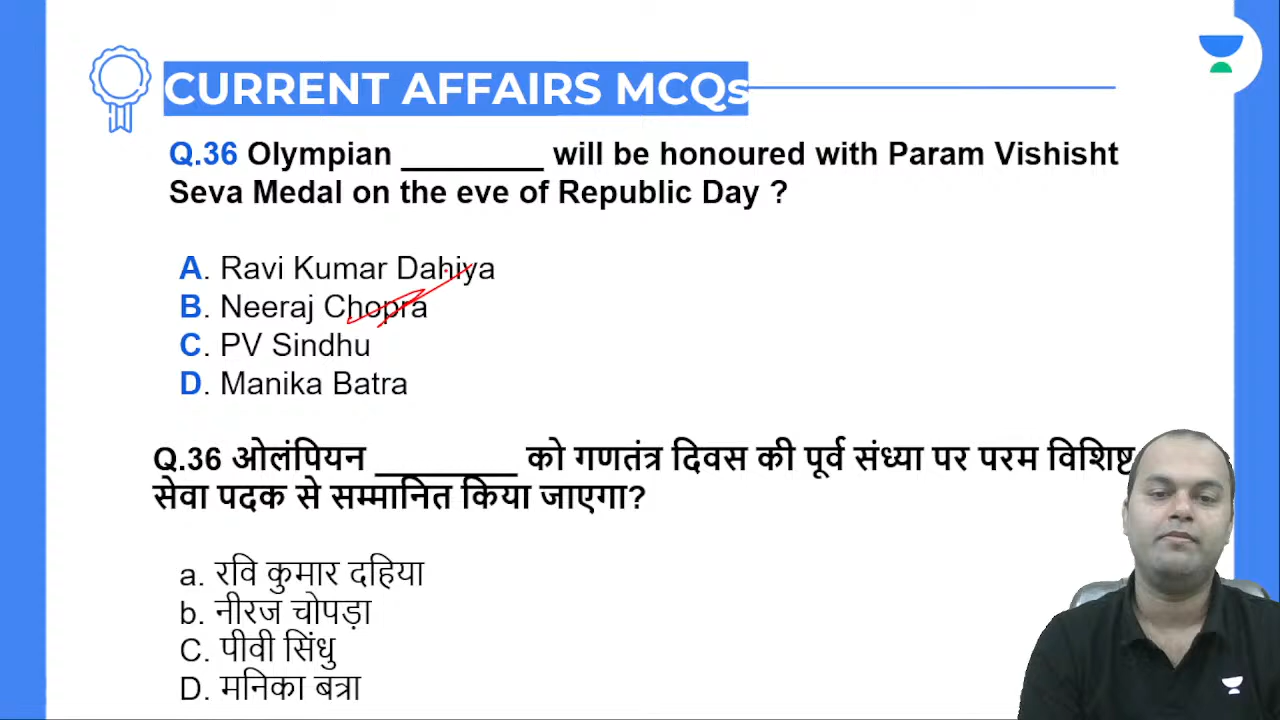 CURRENT AFFAIRS MCQs
Q.36 Olympian ________ will be honoured with Param Vishisht
Seva Medal on the eve of Republic Day ?
A. Ravi Kumar Dahiya
B. Neeraj Chopra
C. PV Sindhu
D. Manika Batra
Q.36 ओलंपियन ________ को गणतंत्र दिवस की पूर्व संध्या पर परम विशिष्ट
सेवा पदक से सम्मानित किया जाएगा?
a. रवि कुमार दहिया
b. नीरज चोपड़ा
C. पीवी सिंधु
D. मनिका बत्रा